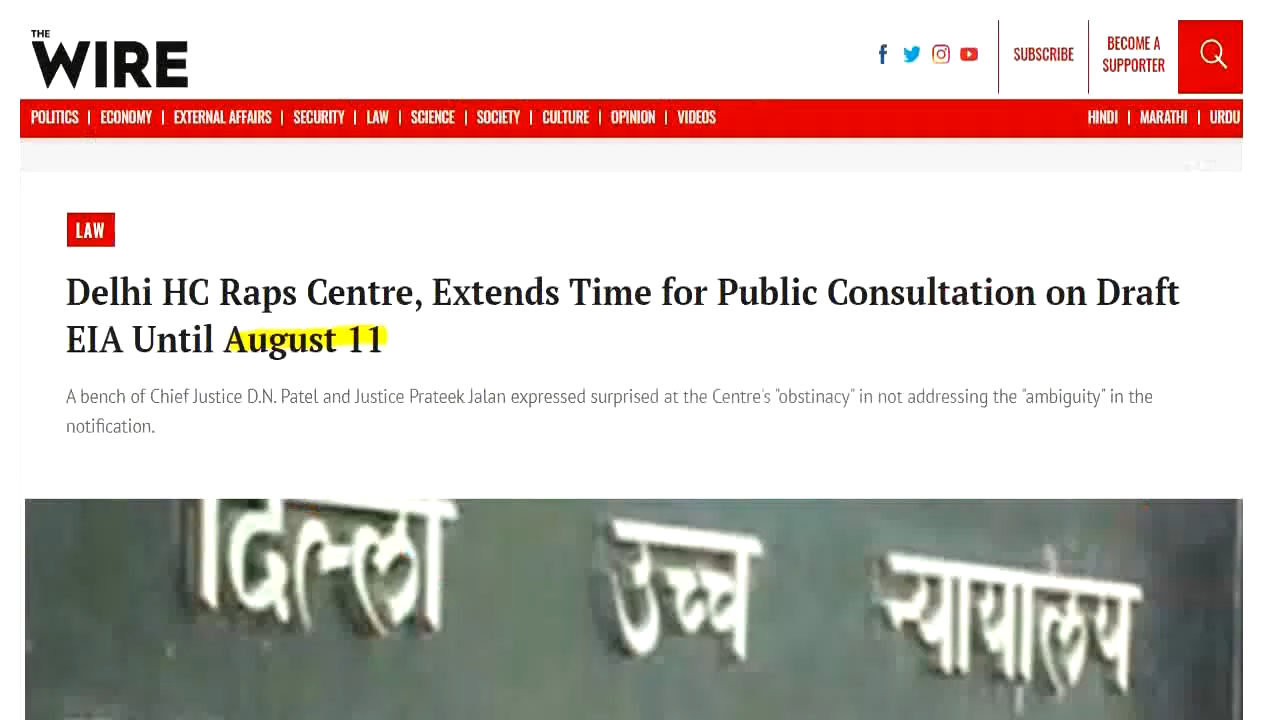 THE
WIRE
SUBSCRIBE
BECOME A
SUPPORTER
POLITICS | ECONOMY | EXTERNAL AFFAIRS | SECURITY | LAW | SCIENCE | SOCIETY | CULTURE | OPINION | VIDEOS
HINDI | MARATHI | URDU
LAW
Delhi HC Raps Centre, Extends Time for Public Consultation on Draft
EIA Until August 11
A bench of Chief Justice D.N. Patel and Justice Prateek Jalan expressed surprised at the Centre's "obstinacy" in not addressing the "ambiguity" in the
notification.
दिल्ली उच्च न्यायालय